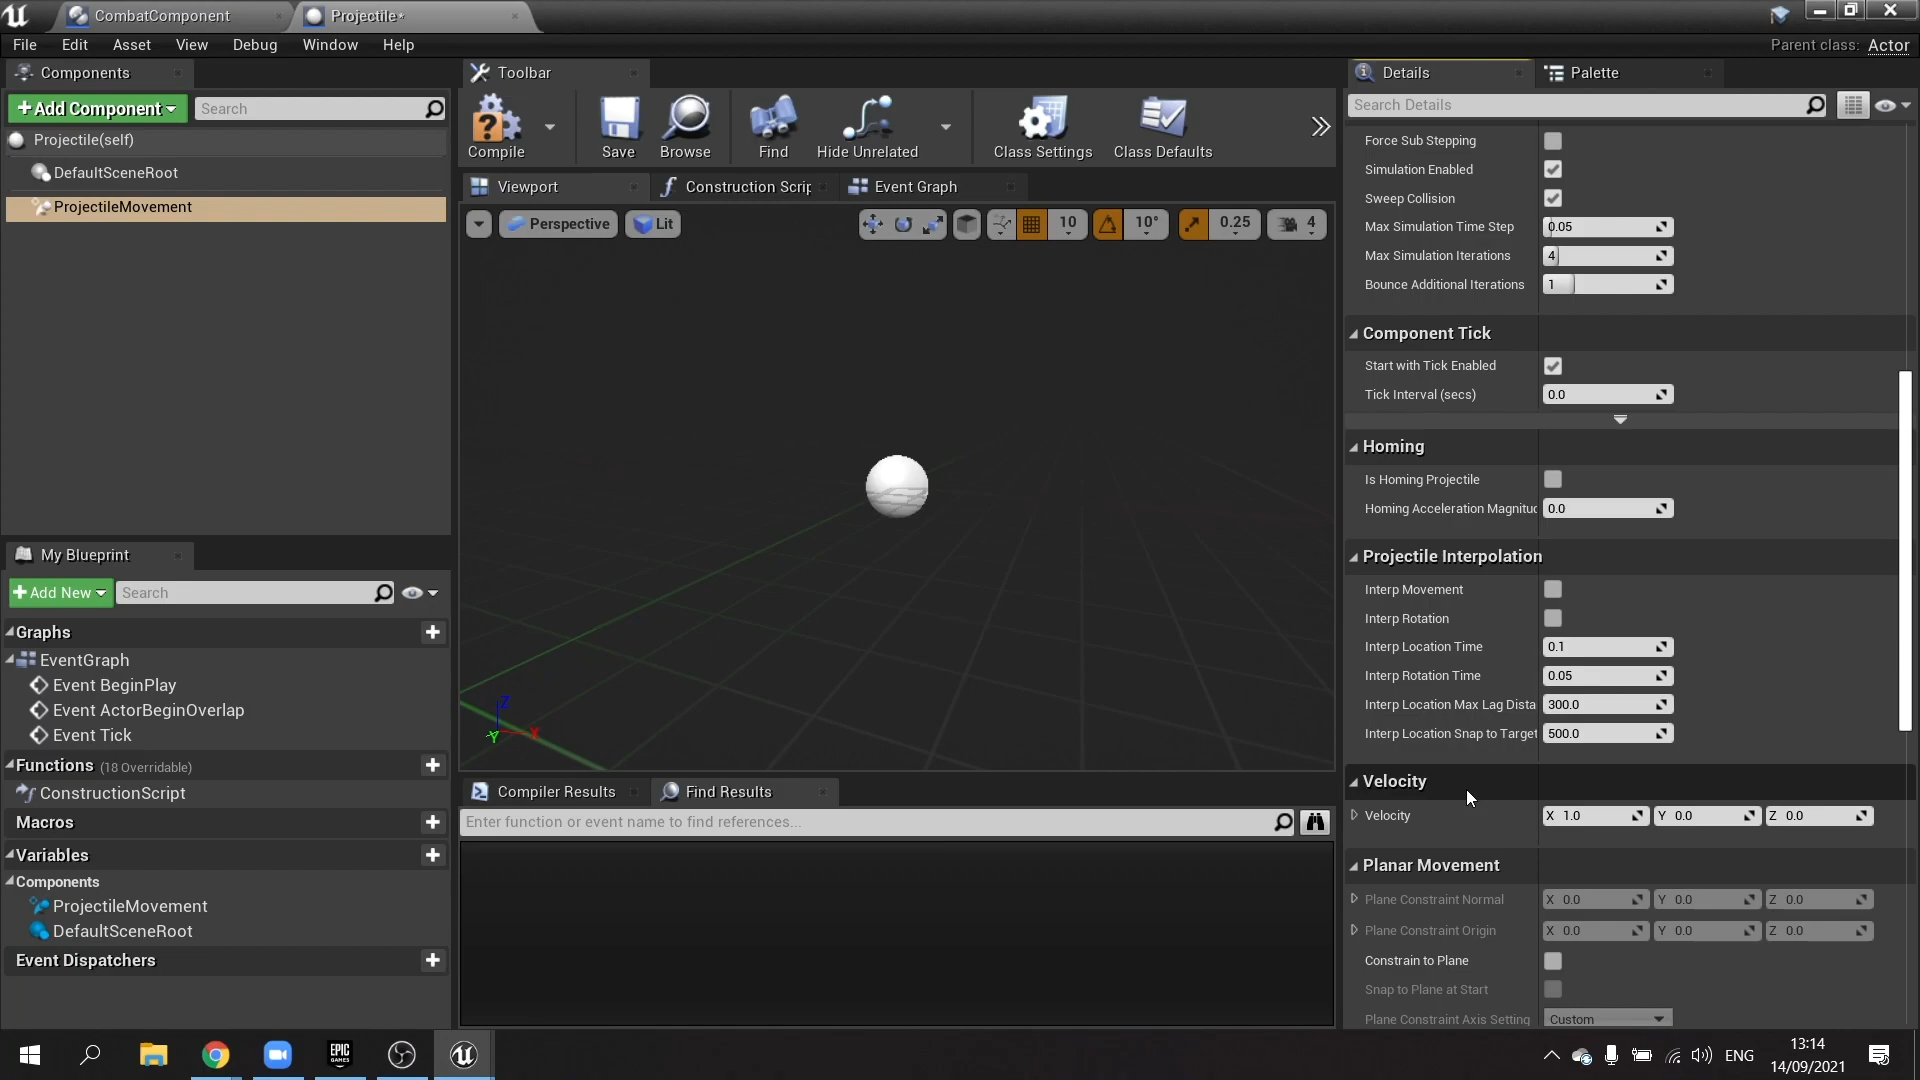 CombatComponent
Projectile*
File Edit Asset View Debug Window Help
Parent class: Actor
Components
Add Component
Search
Projectile(self)
DefaultSceneRoot
ProjectileMovement
My Blueprint
Add New
Search
Graphs
EventGraph
Event BeginPlay
Event ActorBeginOverlap
Event Tick
Functions (18 Overridable)
ConstructionScript
Macros
Variables
Components
ProjectileMovement
DefaultSceneRoot
Event Dispatchers
Toolbar
Compile
Save
Browse
Find
Hide Unrelated
Class Settings
Class Defaults
Viewport
Construction Scrip
Event Graph
Perspective
Lit
10
10°
0.25
4
Z
Y
X
Compiler Results
Find Results
Enter function or event name to find references...
Details
Palette
Search Details
Force Sub Stepping
Simulation Enabled
Sweep Collision
Max Simulation Time Step 0.05
Max Simulation Iterations 4
Bounce Additional Iterations 1
Component Tick
Start with Tick Enabled
Tick Interval (secs) 0.0
Homing
Is Homing Projectile
Homing Acceleration Magnituc 0.0
Projectile Interpolation
Interp Movement
Interp Rotation
Interp Location Time 0.1
Interp Rotation Time 0.05
Interp Location Max Lag Dista 300.0
Interp Location Snap to Target 500.0
Velocity
Velocity X 1.0 Y 0.0 Z 0.0
Planar Movement
Plane Constraint Normal X 0.0 Y 0.0 Z 0.0
Plane Constraint Origin X 0.0 Y 0.0 Z 0.0
Constrain to Plane
Snap to Plane at Start
Plane Constraint Axis Setting Custom
EPIC
GAMES
ENG
13:14
14/09/2021